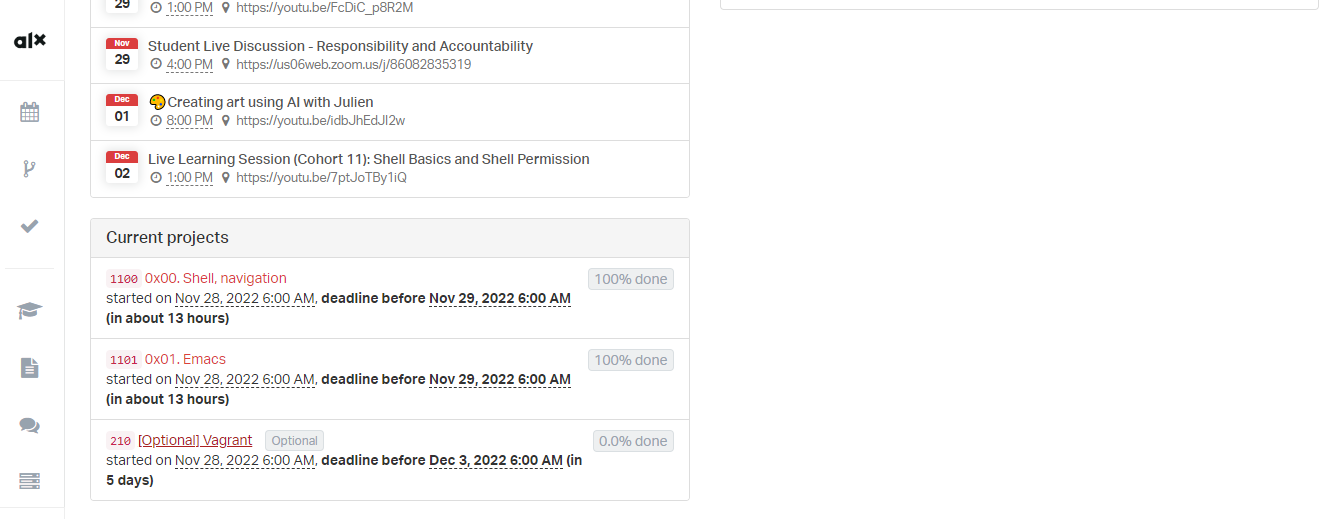 29
1:00 PM https://youtu.be/FcDiC_p8R2M
alx
Nov
29
Student Live Discussion - Responsibility and Accountability
4:00 PM https://us06web.zoom.us/j/86082835319
Dec
01
Creating art using AI with Julien
8:00 PM https://youtu.be/idbJhEdJI2w
Dec
02
Live Learning Session (Cohort 11): Shell Basics and Shell Permission
1:00 PM https://youtu.be/7ptJoTBy1iQ
Current projects
1100 0x00. Shell, navigation 100% done
started on Nov 28, 2022 6:00 AM, deadline before Nov 29, 2022 6:00 AM
(in about 13 hours)
1101 0x01. Emacs 100% done
started on Nov 28, 2022 6:00 AM, deadline before Nov 29, 2022 6:00 AM
(in about 13 hours)
210 [Optional] Vagrant Optional 0.0% done
started on Nov 28, 2022 6:00 AM, deadline before Dec 3, 2022 6:00 AM (in
5 days)